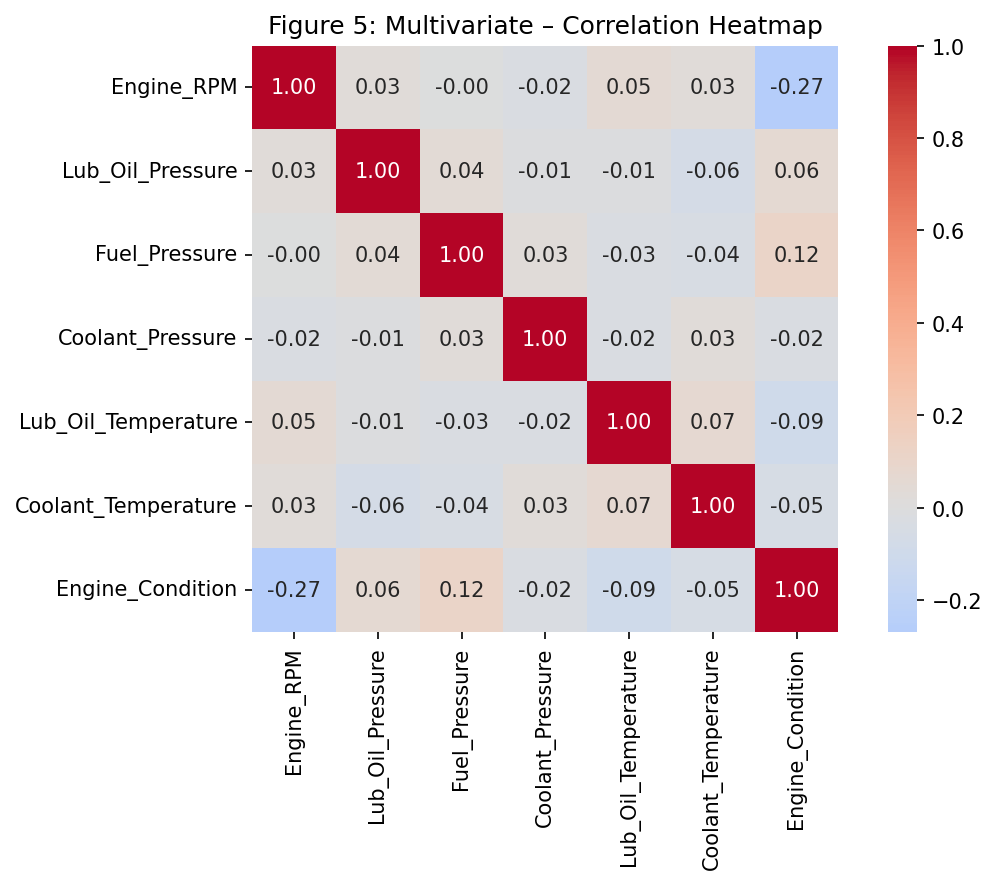 Figure 5: Multivariate – Correlation Heatmap
Engine_RPM 1.00 0.03 -0.00 -0.02 0.05 0.03 -0.27
Lub_Oil_Pressure 0.03 1.00 0.04 -0.01 -0.01 -0.06 0.06
Fuel_Pressure -0.00 0.04 1.00 0.03 -0.03 -0.04 0.12
Coolant_Pressure -0.02 -0.01 0.03 1.00 -0.02 0.03 -0.02
Lub_Oil_Temperature 0.05 -0.01 -0.03 -0.02 1.00 0.07 -0.09
Coolant_Temperature 0.03 -0.06 -0.04 0.03 0.07 1.00 -0.05
Engine_Condition -0.27 0.06 0.12 -0.02 -0.09 -0.05 1.00
Engine_RPM
Lub_Oil_Pressure
Fuel_Pressure
Coolant_Pressure
Lub_Oil_Temperature
Coolant_Temperature
Engine_Condition
1.0
0.8
0.6
0.4
0.2
0.0
−0.2